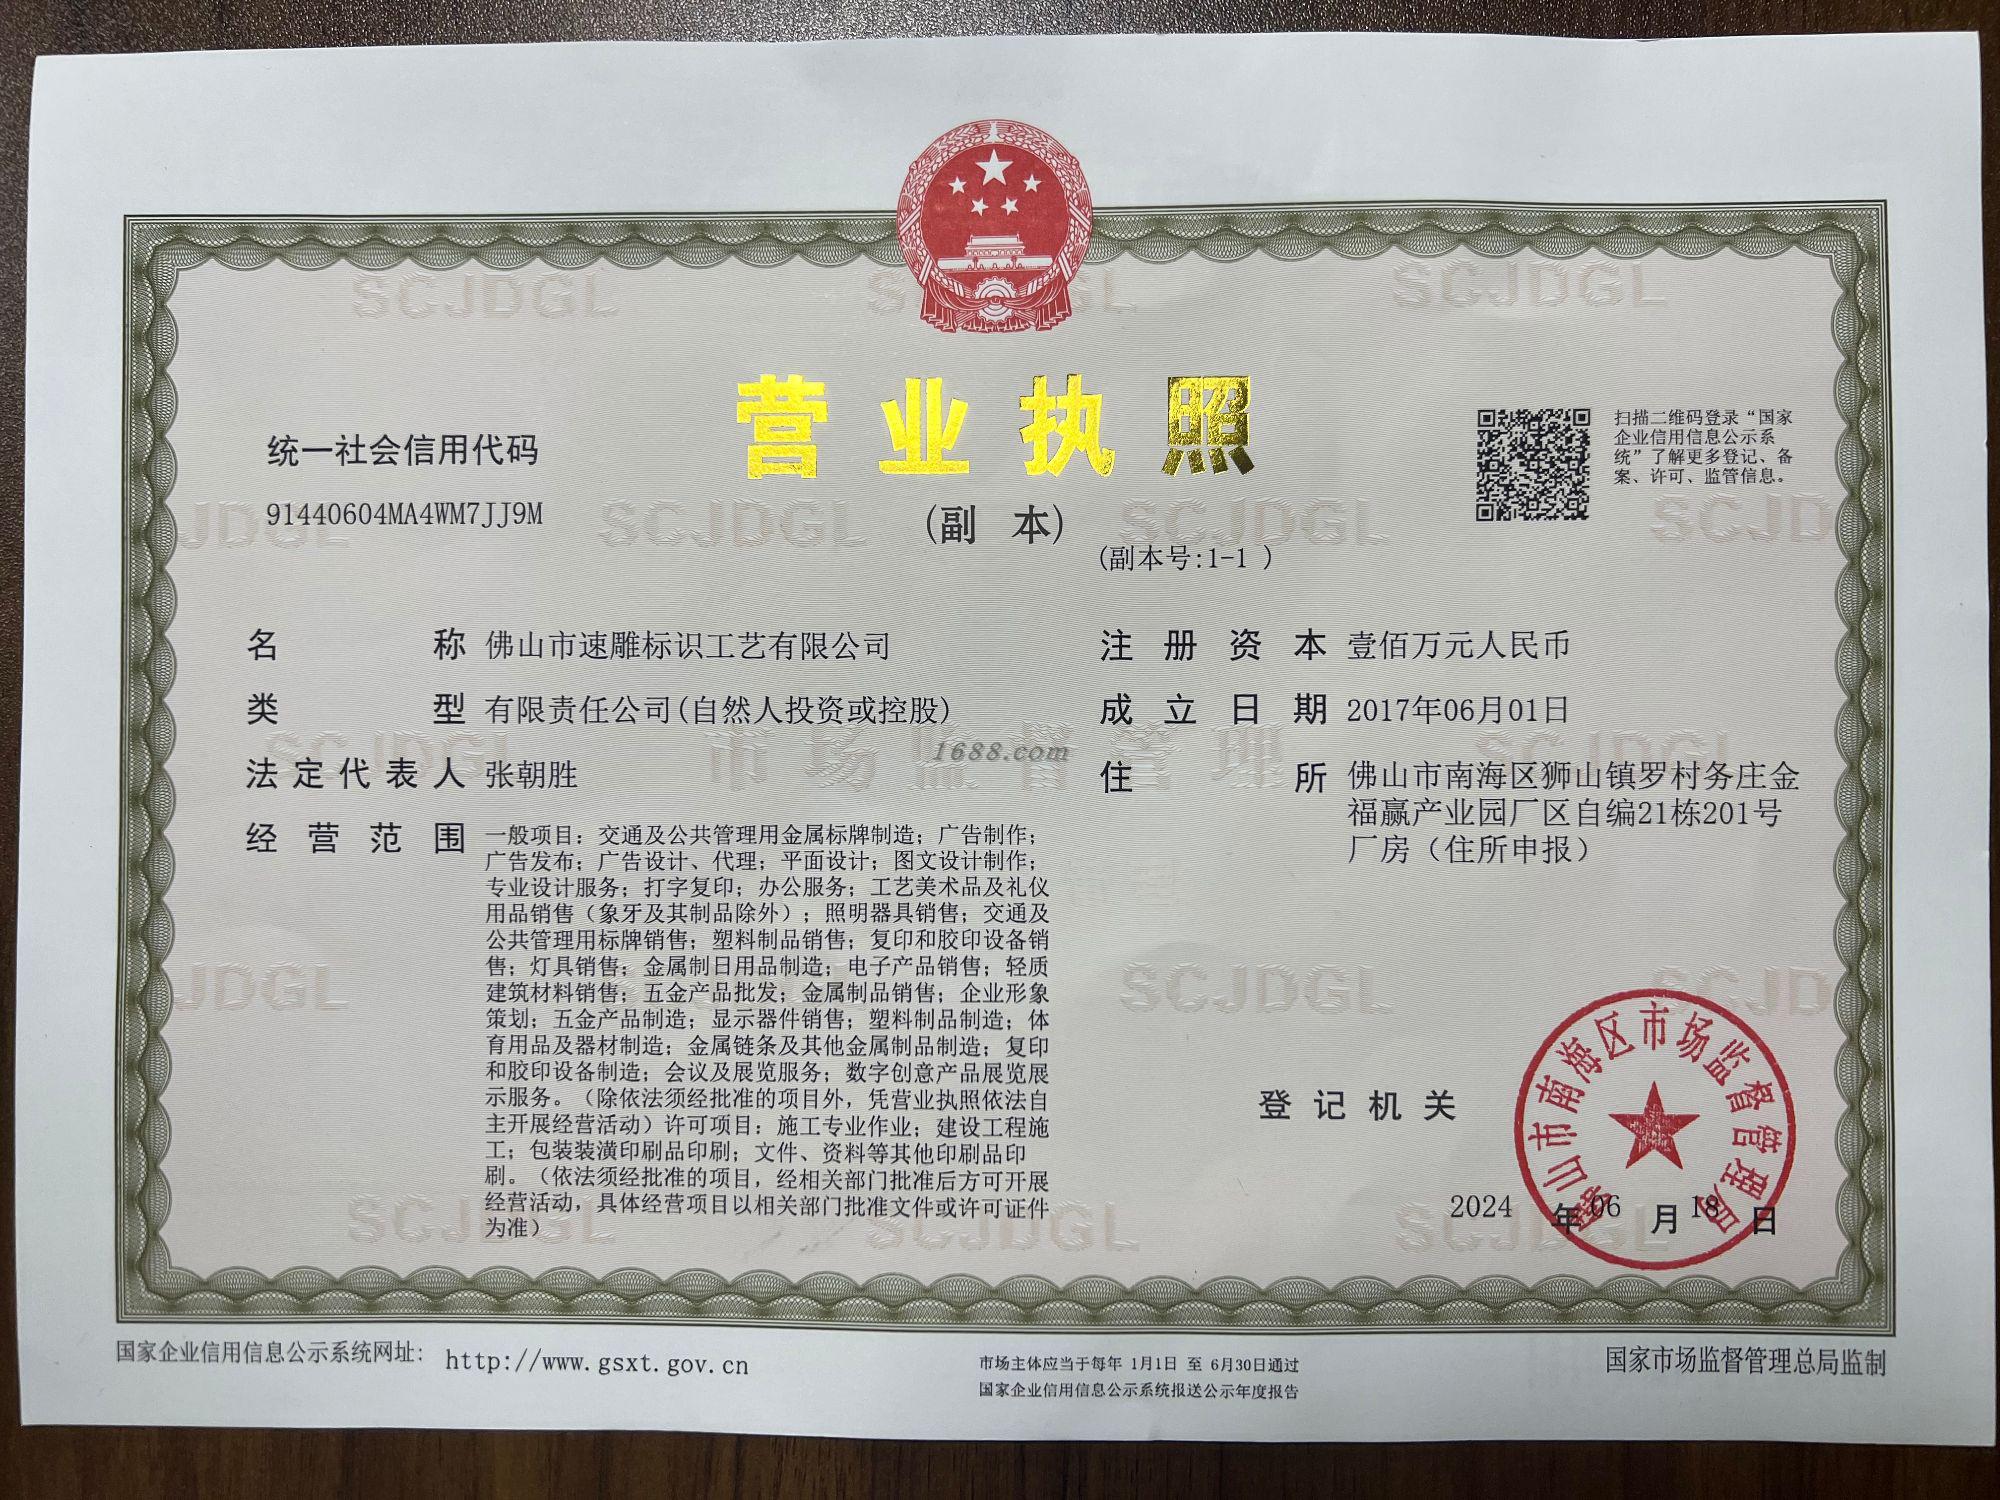 营业执照
(副 本)
(副本号:1-1 )
统一社会信用代码
91440604MA4WM7JJ9M
扫描二维码登录“国家
企业信用信息公示系
统”了解更多登记、备
案、许可、监管信息。
名称 佛山市速雕标识工艺有限公司
类型 有限责任公司(自然人投资或控股)
法定代表人 张朝胜
经营范围 一般项目：交通及公共管理用金属标牌制造；广告制作；
广告发布；广告设计、代理；平面设计；图文设计制作；
专业设计服务；打字复印；办公服务；工艺美术品及礼仪
用品销售（象牙及其制品除外）；照明器具销售；交通及
公共管理用标牌销售；塑料制品销售；复印和胶印设备销
售；灯具销售；金属制日用品制造；电子产品销售；轻质
建筑材料销售；五金产品批发；金属制品销售；企业形象
策划；五金产品制造；显示器件销售；塑料制品制造；体
育用品及器材制造；金属链条及其他金属制品制造；复印
和胶印设备制造；会议及展览服务；数字创意产品展览展
示服务。（除依法须经批准的项目外，凭营业执照依法自
主开展经营活动）许可项目：施工专业作业；建设工程施
工；包装装潢印刷品印刷；文件、资料等其他印刷品印
刷。（依法须经批准的项目，经相关部门批准后方可开展
经营活动，具体经营项目以相关部门批准文件或许可证件
为准）
注册资本 壹佰万元人民币
成立日期 2017年06月01日
住所 佛山市南海区狮山镇罗村务庄金
福赢产业园厂区自编21栋201号
厂房（住所申报）
1688.com
市场监督管理
SCJDGL
登记机关
佛山市南海区市场监督管理局
2024年06月18日
国家企业信用信息公示系统网址： http://www.gsxt.gov.cn
市场主体应当于每年 1月1日 至 6月30日通过
国家企业信用信息公示系统报送公示年度报告
国家市场监督管理总局监制